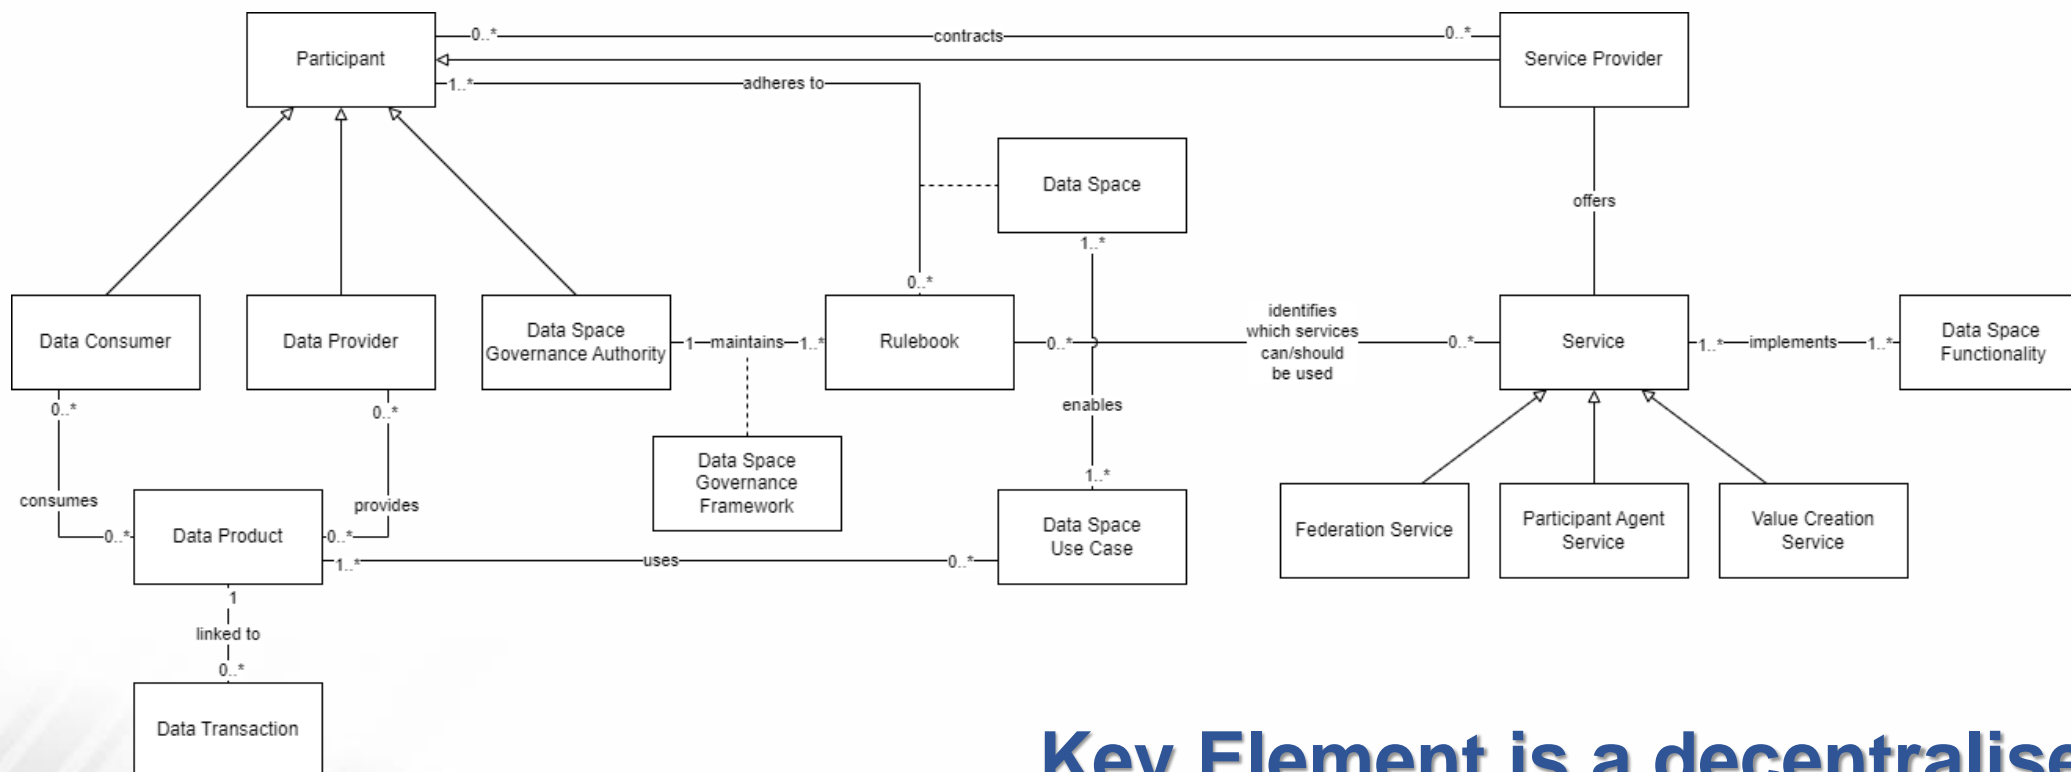 0..*
contracts
0..*
Participant
Service Provider
1..*
adheres to
Data Space
offers
1..*
0..*
identifies
which services
can/should
be used
Data Consumer
Data Provider
Data Space
Governance Authority
1
maintains
1..*
Rulebook
0..*
0..*
Service
1..*
implements
1..*
Data Space
Functionality
0..*
0..*
enables
Data Space
Governance
Framework
1..*
consumes
provides
0..*
Data Product
0..*
1..*
uses
0..*
Data Space
Use Case
Federation Service
Participant Agent
Service
Value Creation
Service
1
linked to
0..*
Data Transaction
Key Element is a decentralise